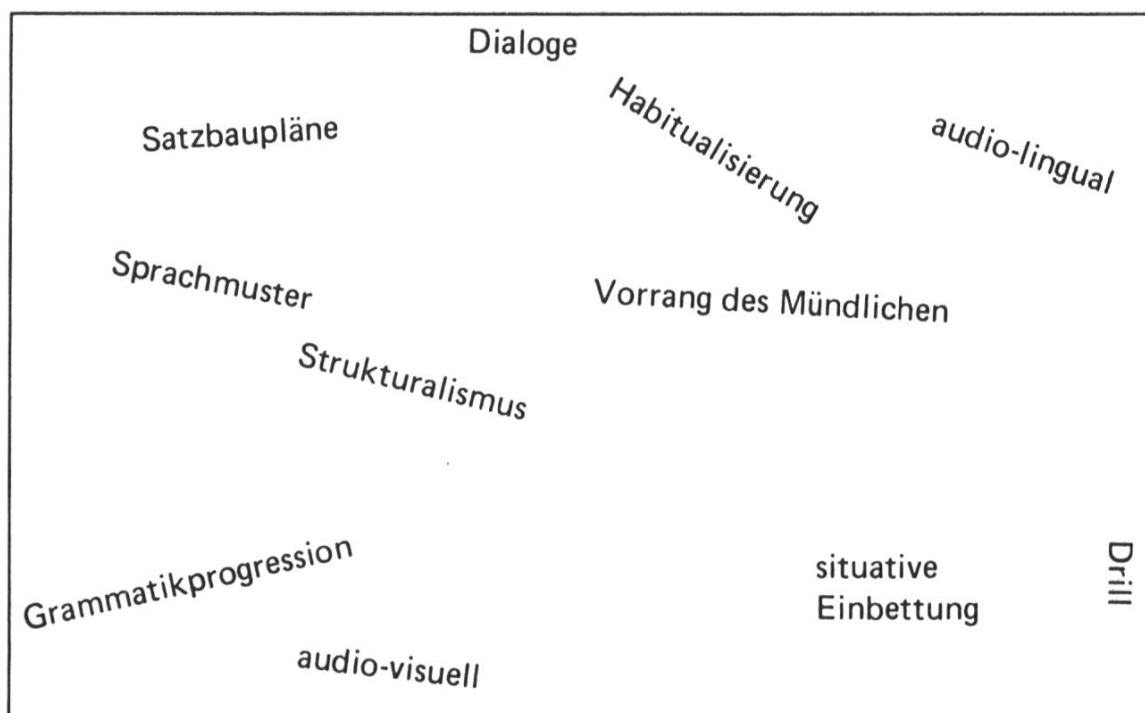 Dialoge
Habitualisierung
audio-lingual
Satzbaupläne
Sprachmuster
Vorrang des Mündlichen
Strukturalismus
Grammatikprogression
situative
Einbettung
Drill
audio-visuell